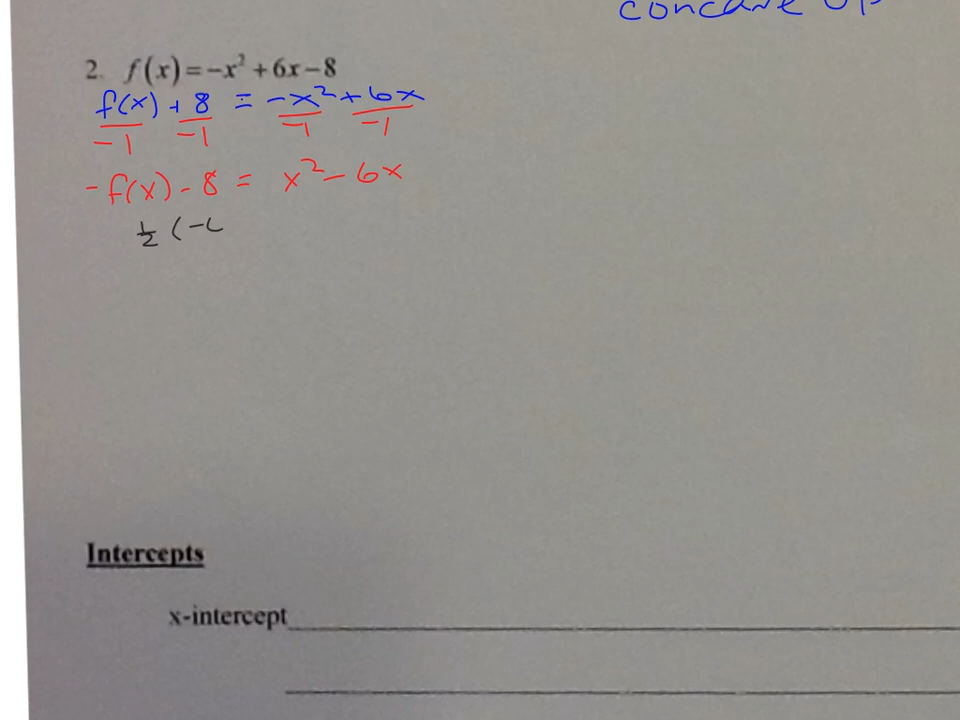 concave up
2. f(x)=-x²+6x-8
f(x) + 8 = -x²+6x
-1 -1 -1 -1
-f(x) - 8 = x² - 6x
½ (-6
Intercepts
x-intercept